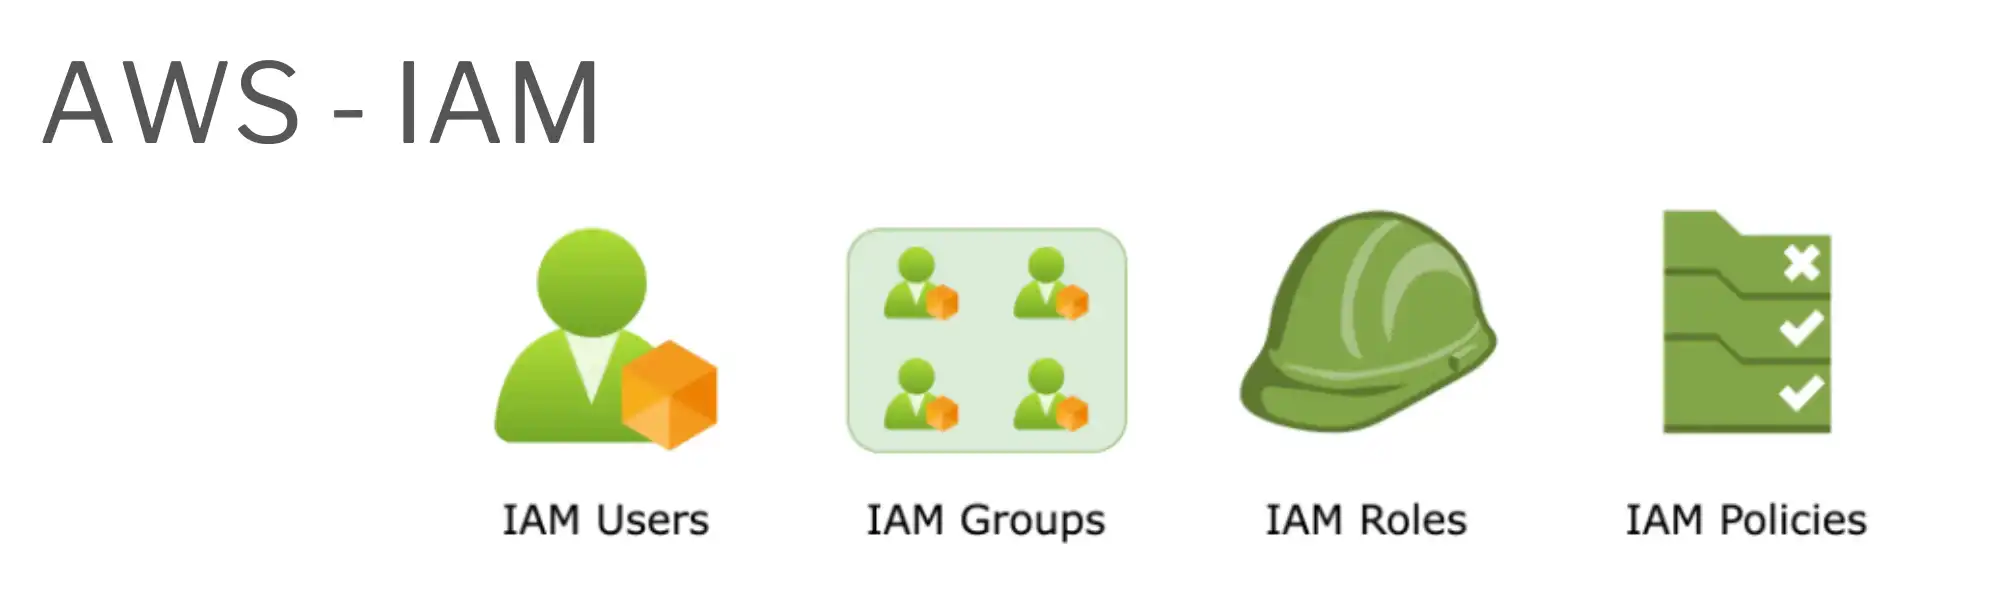 AWS - IAM
IAM Users
IAM Groups
IAM Roles
IAM Policies